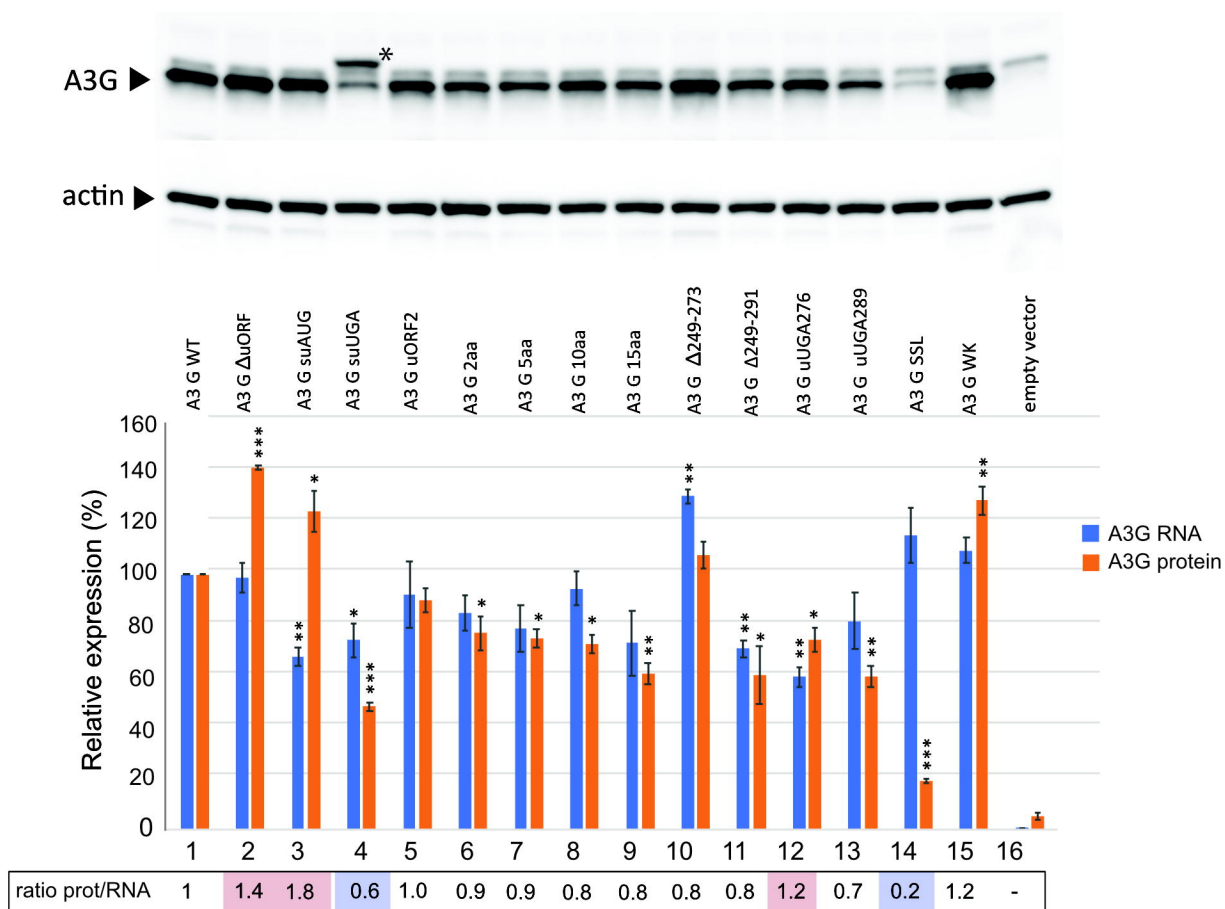 A3G ▶
*
actin ▶
A3 G WT
A3 G ΔuORF
A3 G suAUG
A3 G suUGA
A3 G uORF2
A3 G 2aa
A3 G 5aa
A3 G 10aa
A3 G 15aa
A3 G Δ249-273
A3 G Δ249-291
A3 G uUGA276
A3 G uUGA289
A3 G SSL
A3 G WK
empty vector
Relative expression (%)
160
140
120
100
80
60
40
20
0
***
**
*
*
***
*
*
*
**
**
**
*
**
*
**
***
**
A3G RNA
A3G protein
1 2 3 4 5 6 7 8 9 10 11 12 13 14 15 16
ratio prot/RNA 1 1.4 1.8 0.6 1.0 0.9 0.9 0.8 0.8 0.8 0.8 1.2 0.7 0.2 1.2 -